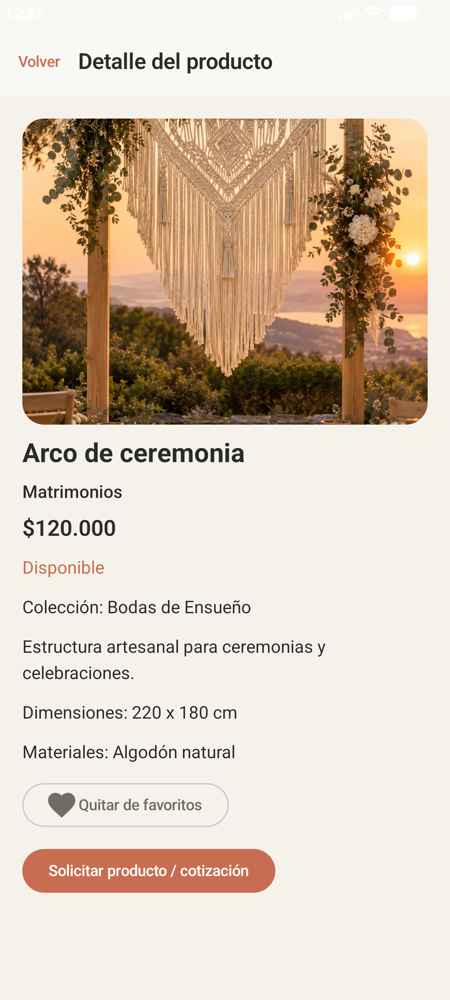 12:27
Volver
Detalle del producto
Arco de ceremonia
Matrimonios
$120.000
Disponible
Colección: Bodas de Ensueño
Estructura artesanal para ceremonias y
celebraciones.
Dimensiones: 220 x 180 cm
Materiales: Algodón natural
Quitar de favoritos
Solicitar producto / cotización